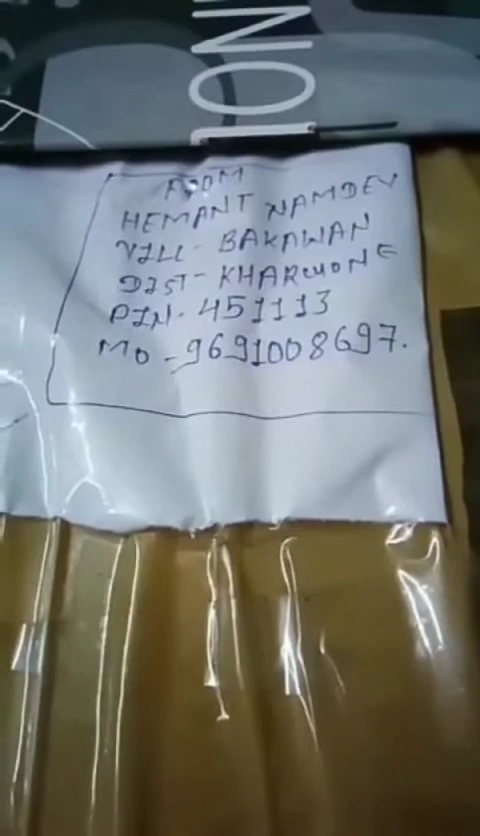 FROM
HEMANT NAMDEV
VILL - BAKAWAN
DIST - KHARGONE
PIN - 451113
MO - 9691008697.